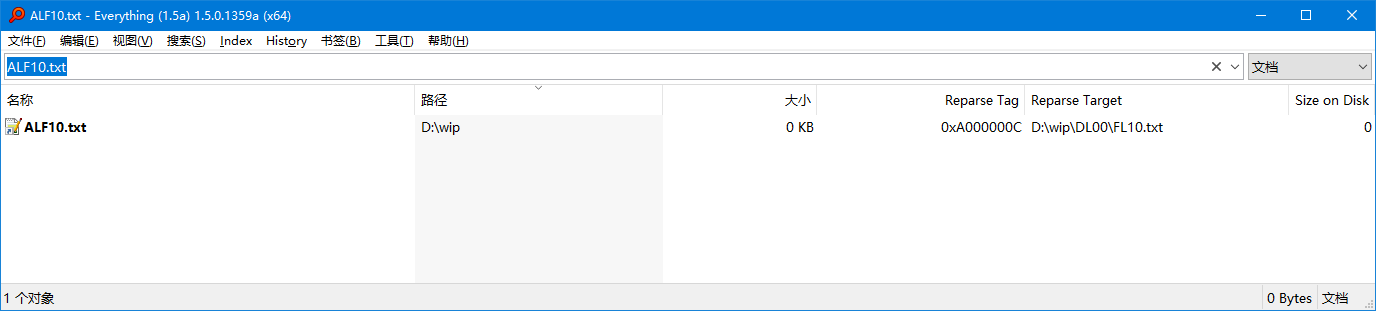 ALF10.txt - Everything (1.5a) 1.5.0.1359a (x64)
文件(F) 编辑(E) 视图(V) 搜索(S) Index History 书签(B) 工具(T) 帮助(H)
ALF10.txt 文档
名称 路径 大小 Reparse Tag Reparse Target Size on Disk
ALF10.txt D:\wip 0 KB 0xA000000C D:\wip\DL00\FL10.txt 0
1 个对象 0 Bytes 文档